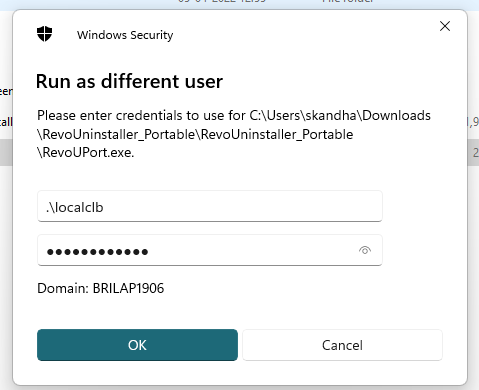 Windows Security
Run as different user
Please enter credentials to use for C:\Users\skandha\Downloads
\RevoUninstaller_Portable\RevoUninstaller_Portable
\RevoUPort.exe.
.\localclb
●●●●●●●●●●●●
Domain: BRILAP1906
OK
Cancel